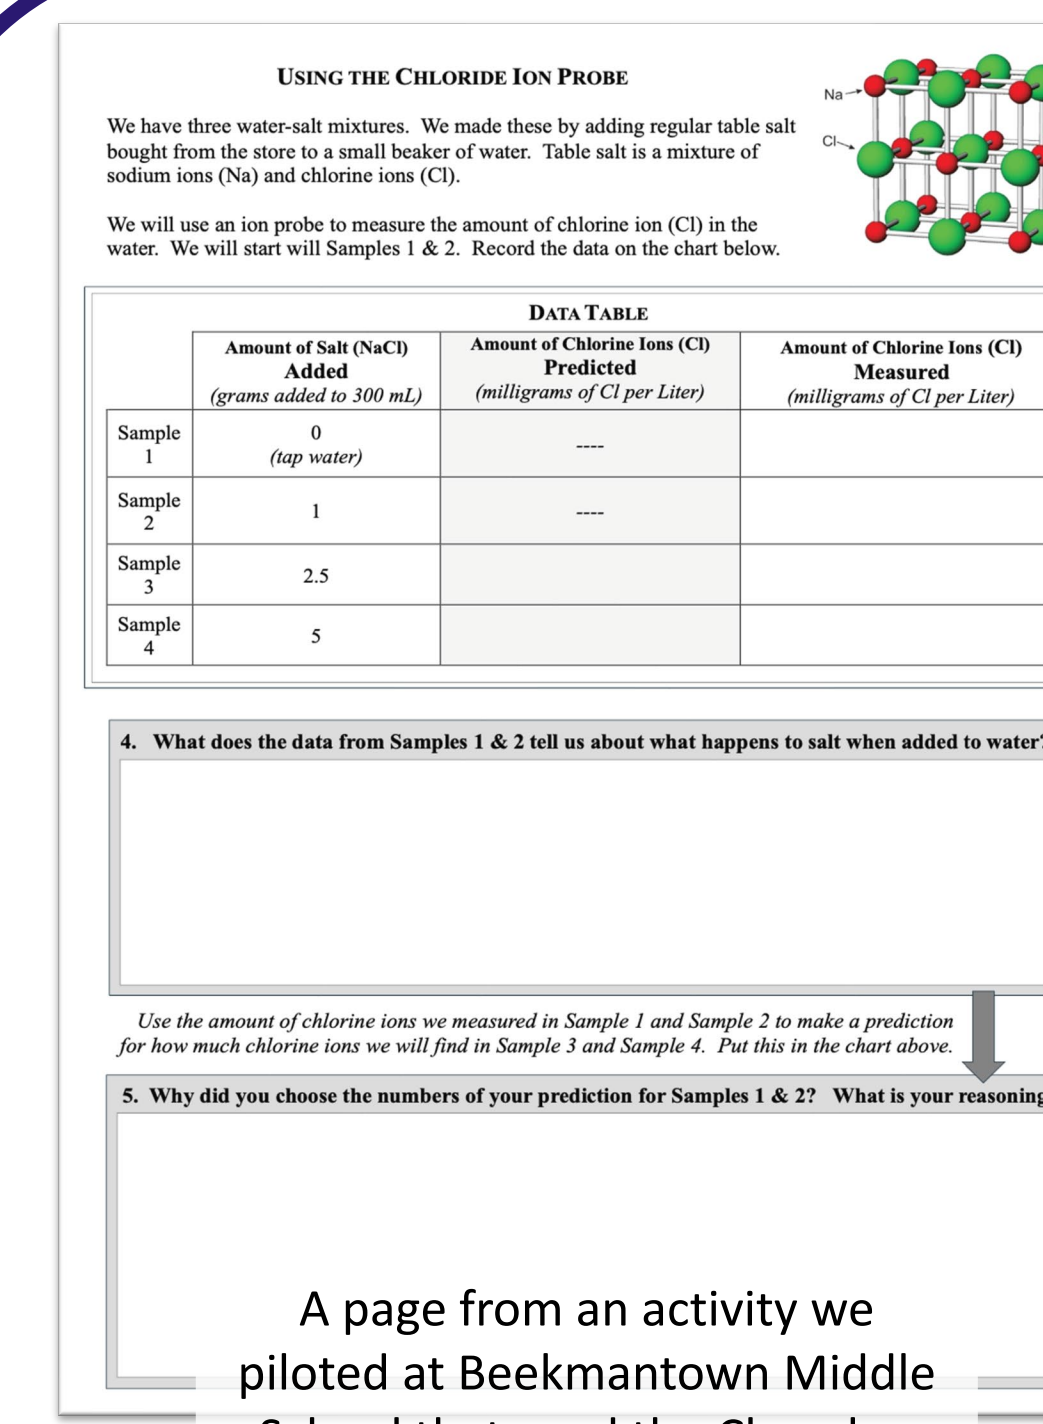 USING THE CHLORIDE ION PROBE
Na
Cl
We have three water-salt mixtures. We made these by adding regular table salt
bought from the store to a small beaker of water. Table salt is a mixture of
sodium ions (Na) and chlorine ions (Cl).
We will use an ion probe to measure the amount of chlorine ion (Cl) in the
water. We will start will Samples 1 & 2. Record the data on the chart below.
DATA TABLE
Amount of Salt (NaCl)
Added
(grams added to 300 mL)
Amount of Chlorine Ions (Cl)
Predicted
(milligrams of Cl per Liter)
Amount of Chlorine Ions (Cl)
Measured
(milligrams of Cl per Liter)
Sample
1
0
(tap water)
----
Sample
2
1
----
Sample
3
2.5
Sample
4
5
4. What does the data from Samples 1 & 2 tell us about what happens to salt when added to water?
Use the amount of chlorine ions we measured in Sample 1 and Sample 2 to make a prediction
for how much chlorine ions we will find in Sample 3 and Sample 4. Put this in the chart above.
5. Why did you choose the numbers of your prediction for Samples 1 & 2? What is your reasoning
A page from an activity we
piloted at Beekmantown Middle